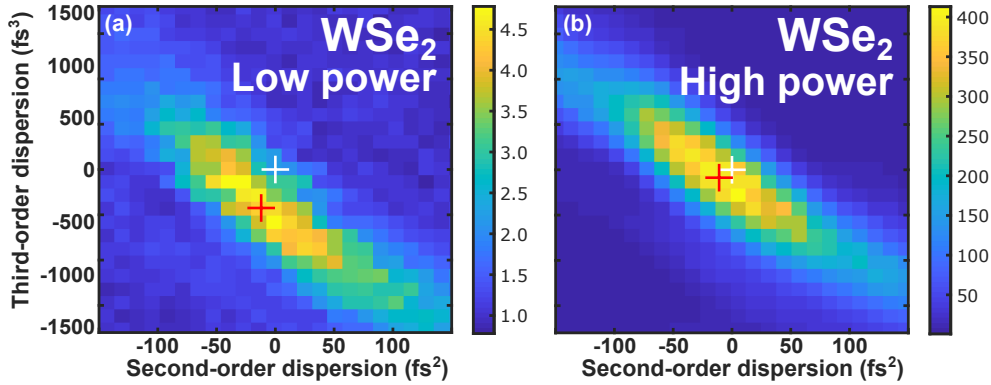 (a)
WSe₂
Low power
Third-order dispersion (fs³)
1500
1000
500
0
-500
-1000
-1500
-100 -50 0 50 100
Second-order dispersion (fs²)
4.5
4.0
3.5
3.0
2.5
2.0
1.5
1.0
(b)
WSe₂
High power
-100 -50 0 50 100
Second-order dispersion (fs²)
400
350
300
250
200
150
100
50